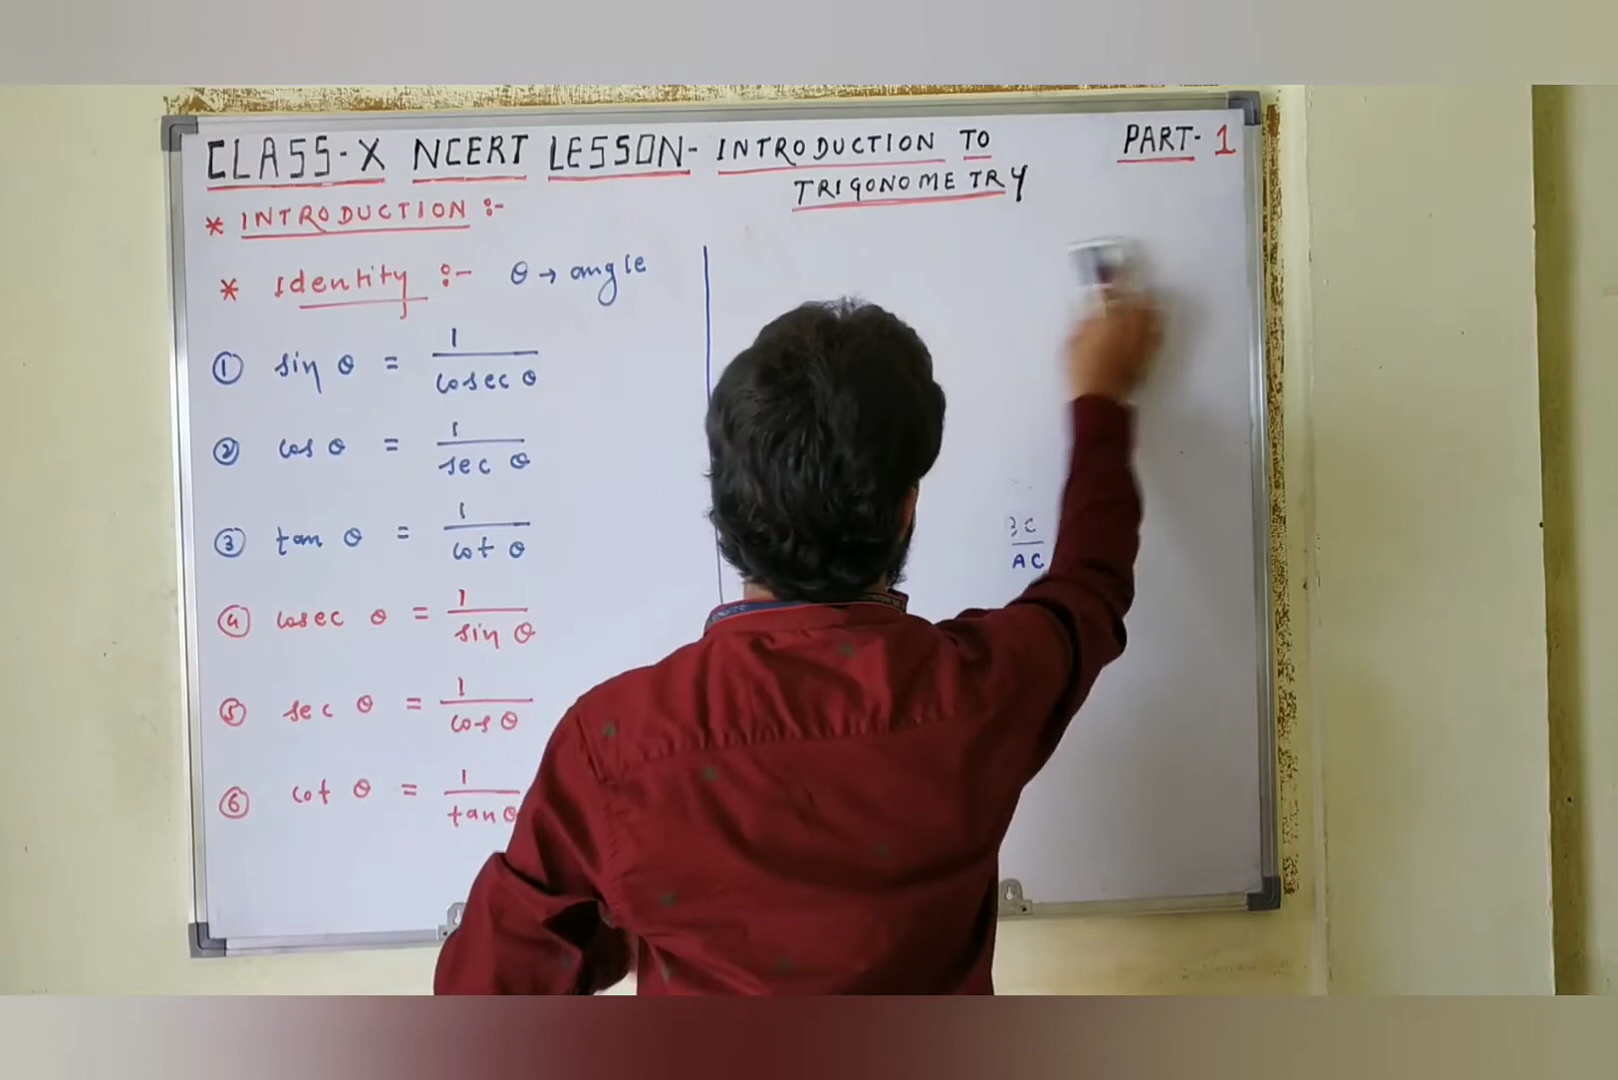 CLASS-X NCERT LESSON- INTRODUCTION TO TRIGONOMETRY
PART-1
* INTRODUCTION :-
* Identity :- θ → angle
① sin θ = 1/cosec θ
② cos θ = 1/sec θ
③ tan θ = 1/cot θ
④ cosec θ = 1/sin θ
⑤ sec θ = 1/cos θ
⑥ cot θ = 1/tan θ
AC